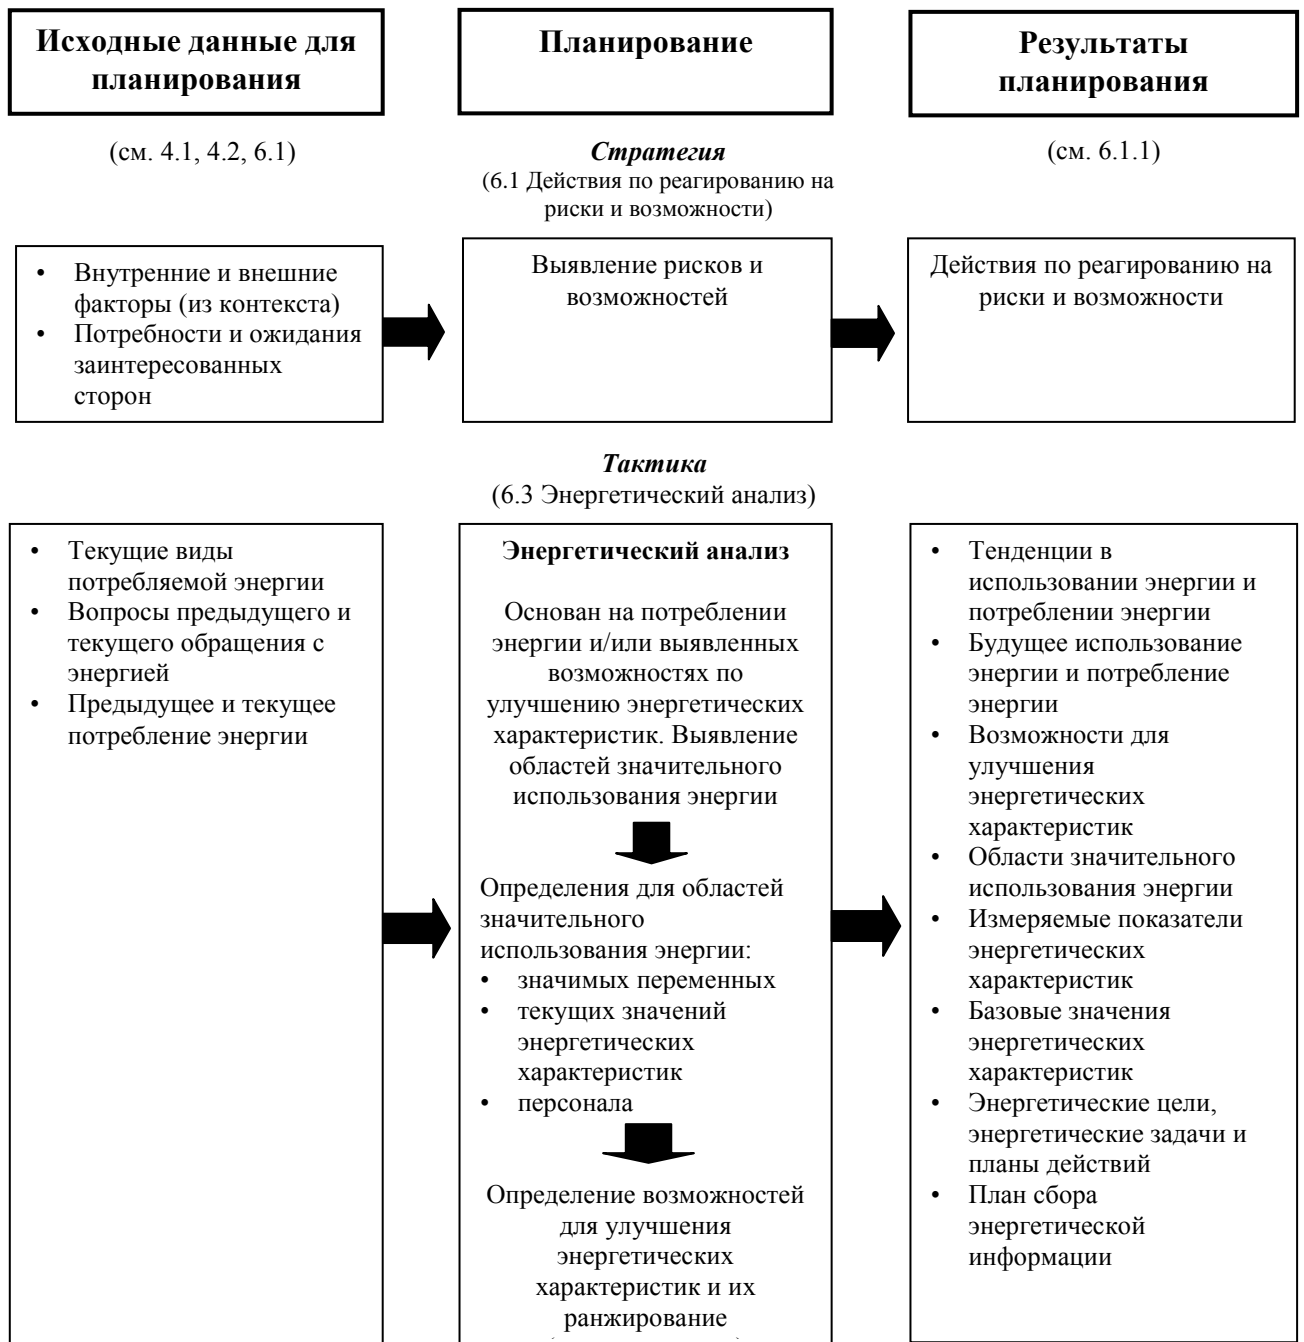 Исходные данные для
планирования
Планирование
Результаты
планирования
(см. 4.1, 4.2, 6.1)
Стратегия
(6.1 Действия по реагированию на
риски и возможности)
(см. 6.1.1)
• Внутренние и внешние
факторы (из контекста)
• Потребности и ожидания
заинтересованных
сторон
Выявление рисков и
возможностей
Действия по реагированию на
риски и возможности
Тактика
(6.3 Энергетический анализ)
• Текущие виды
потребляемой энергии
• Вопросы предыдущего и
текущего обращения с
энергией
• Предыдущее и текущее
потребление энергии
Энергетический анализ
Основан на потреблении
энергии и/или выявленных
возможностях по
улучшению энергетических
характеристик. Выявление
областей значительного
использования энергии
Определения для областей
значительного
использования энергии:
• значимых переменных
• текущих значений
энергетических
характеристик
• персонала
Определение возможностей
для улучшения
энергетических
характеристик и их
ранжирование
• Тенденции в
использовании энергии и
потреблении энергии
• Будущее использование
энергии и потребление
энергии
• Возможности для
улучшения
энергетических
характеристик
• Области значительного
использования энергии
• Измеряемые показатели
энергетических
характеристик
• Базовые значения
энергетических
характеристик
• Энергетические цели,
энергетические задачи и
планы действий
• План сбора
энергетической
информации